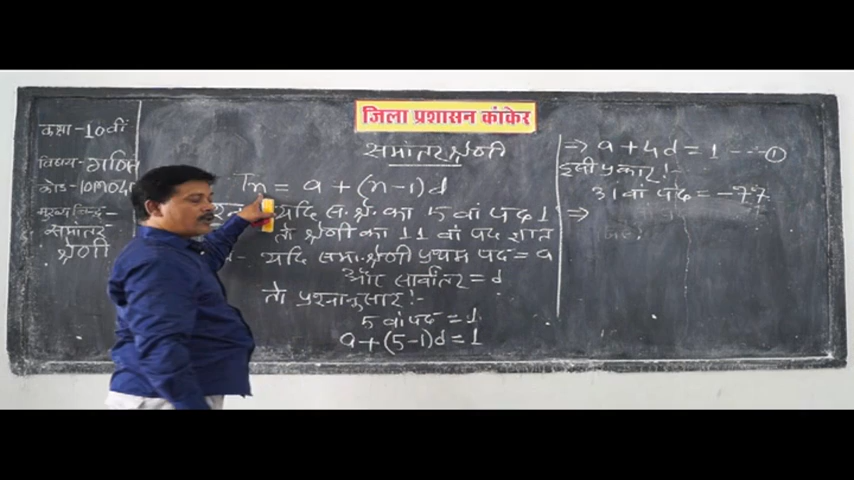 जिला प्रशासन कांकेर
कक्षा-10वीं
विषय-गणित
कोड-
मुख्य बिन्दु-
समांतर
श्रेणी
समांतर श्रेणी
Tn = a + (n-1)d
यदि स. श्रे. का 5 वां पद 1
तो श्रेणी का 11 वां पद ज्ञात
यदि समा. श्रेणी प्रथम पद = a
और सार्वांतर = d
तो प्रश्नानुसार:-
5 वां पद = 1
a+(5-1)d=1
⇒ a + 4d = 1 --- ①
इसी प्रकार:-
31 वां पद = -77
⇒